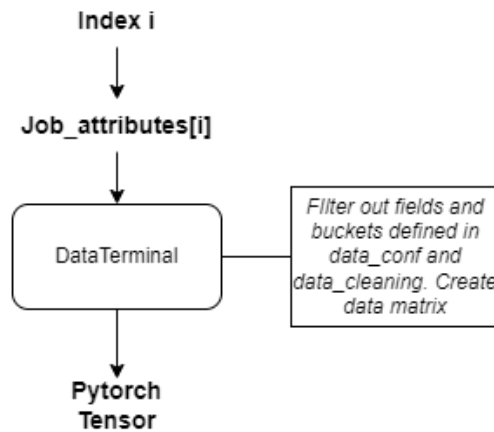 Index i
Job_attributes[i]
DataTerminal
FIlter out fields and
buckets defined in
data_conf and
data_cleaning. Create
data matrix
Pytorch
Tensor